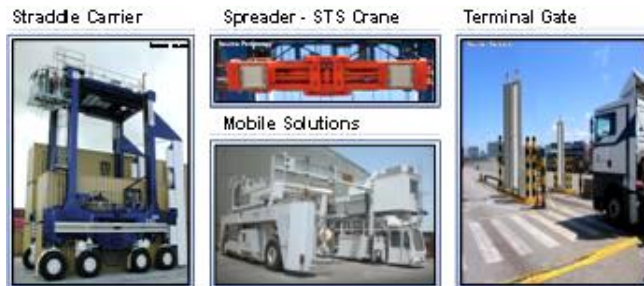 Straddle Carrier
Spreader - STS Crane
Terminal Gate
Mobile Solutions